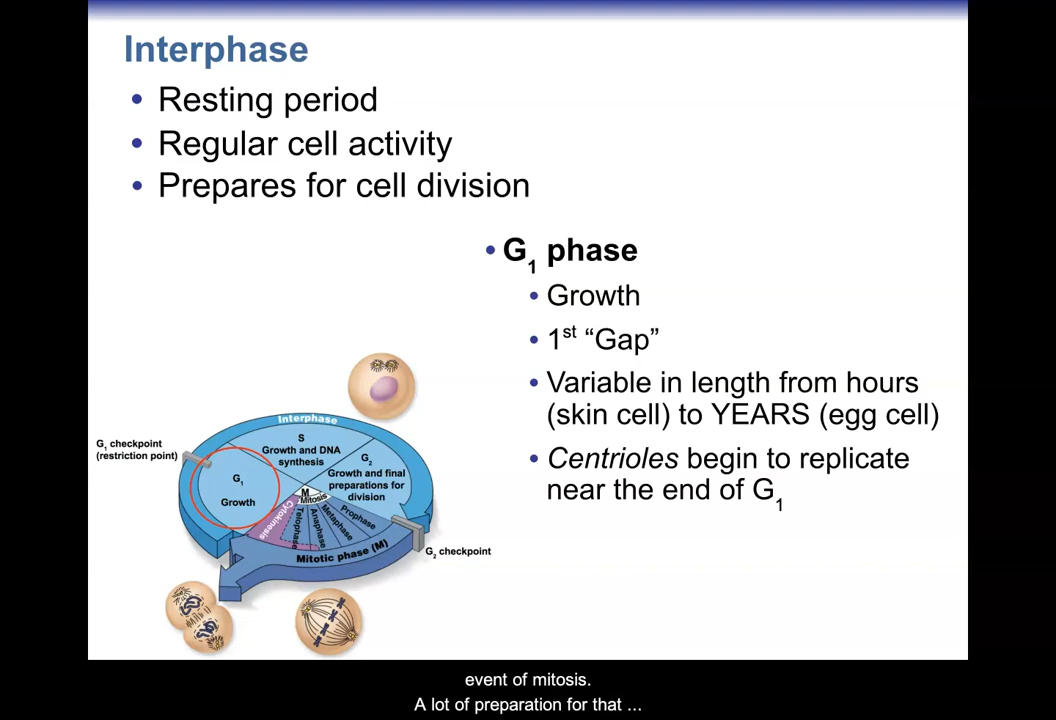 Interphase
• Resting period
• Regular cell activity
• Prepares for cell division
• G₁ phase
• Growth
• 1st “Gap”
• Variable in length from hours
(skin cell) to YEARS (egg cell)
• Centrioles begin to replicate
near the end of G₁
Interphase
G₁ checkpoint
(restriction point)
S
Growth and DNA
synthesis
G₁
Growth
G₂
Growth and final
preparations for
division
M
Mitosis
Cytokinesis
Telophase
Anaphase
Metaphase
Prophase
Mitotic phase (M)
G₂ checkpoint
event of mitosis.
A lot of preparation for that ...